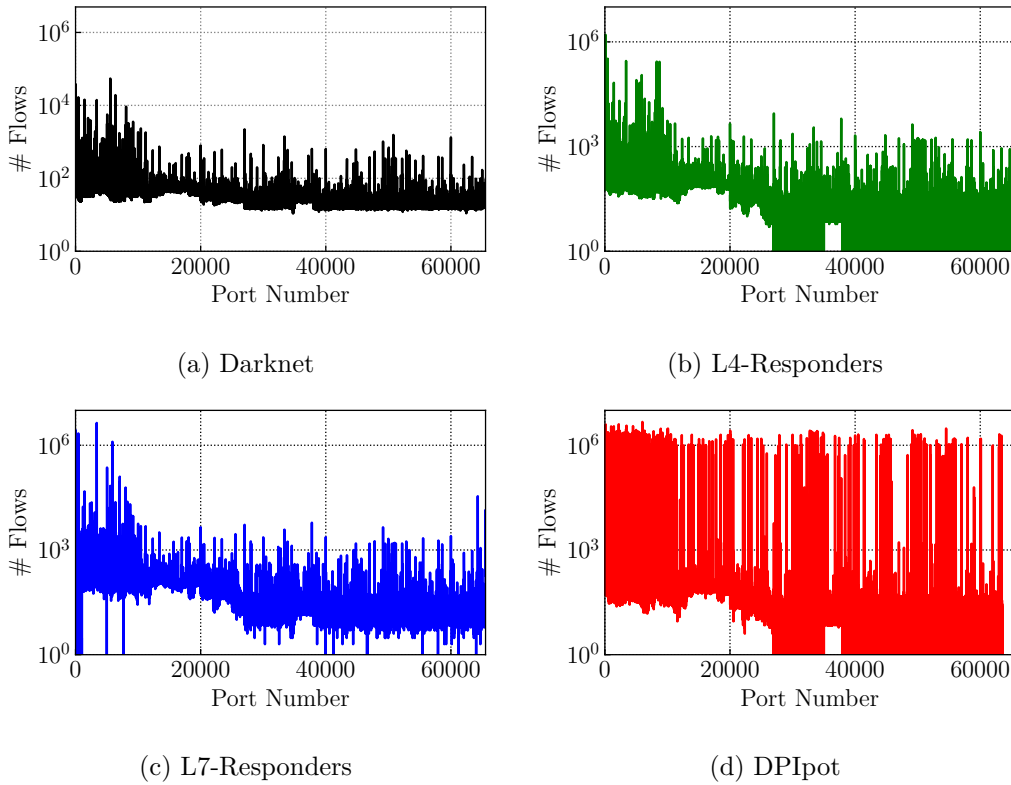 10^6
10^4
10^2
10^0
# Flows
0 20000 40000 60000
Port Number
(a) Darknet
10^6
10^3
10^0
# Flows
0 20000 40000 60000
Port Number
(b) L4-Responders
10^6
10^3
10^0
# Flows
0 20000 40000 60000
Port Number
(c) L7-Responders
10^6
10^3
10^0
# Flows
0 20000 40000 60000
Port Number
(d) DPIpot